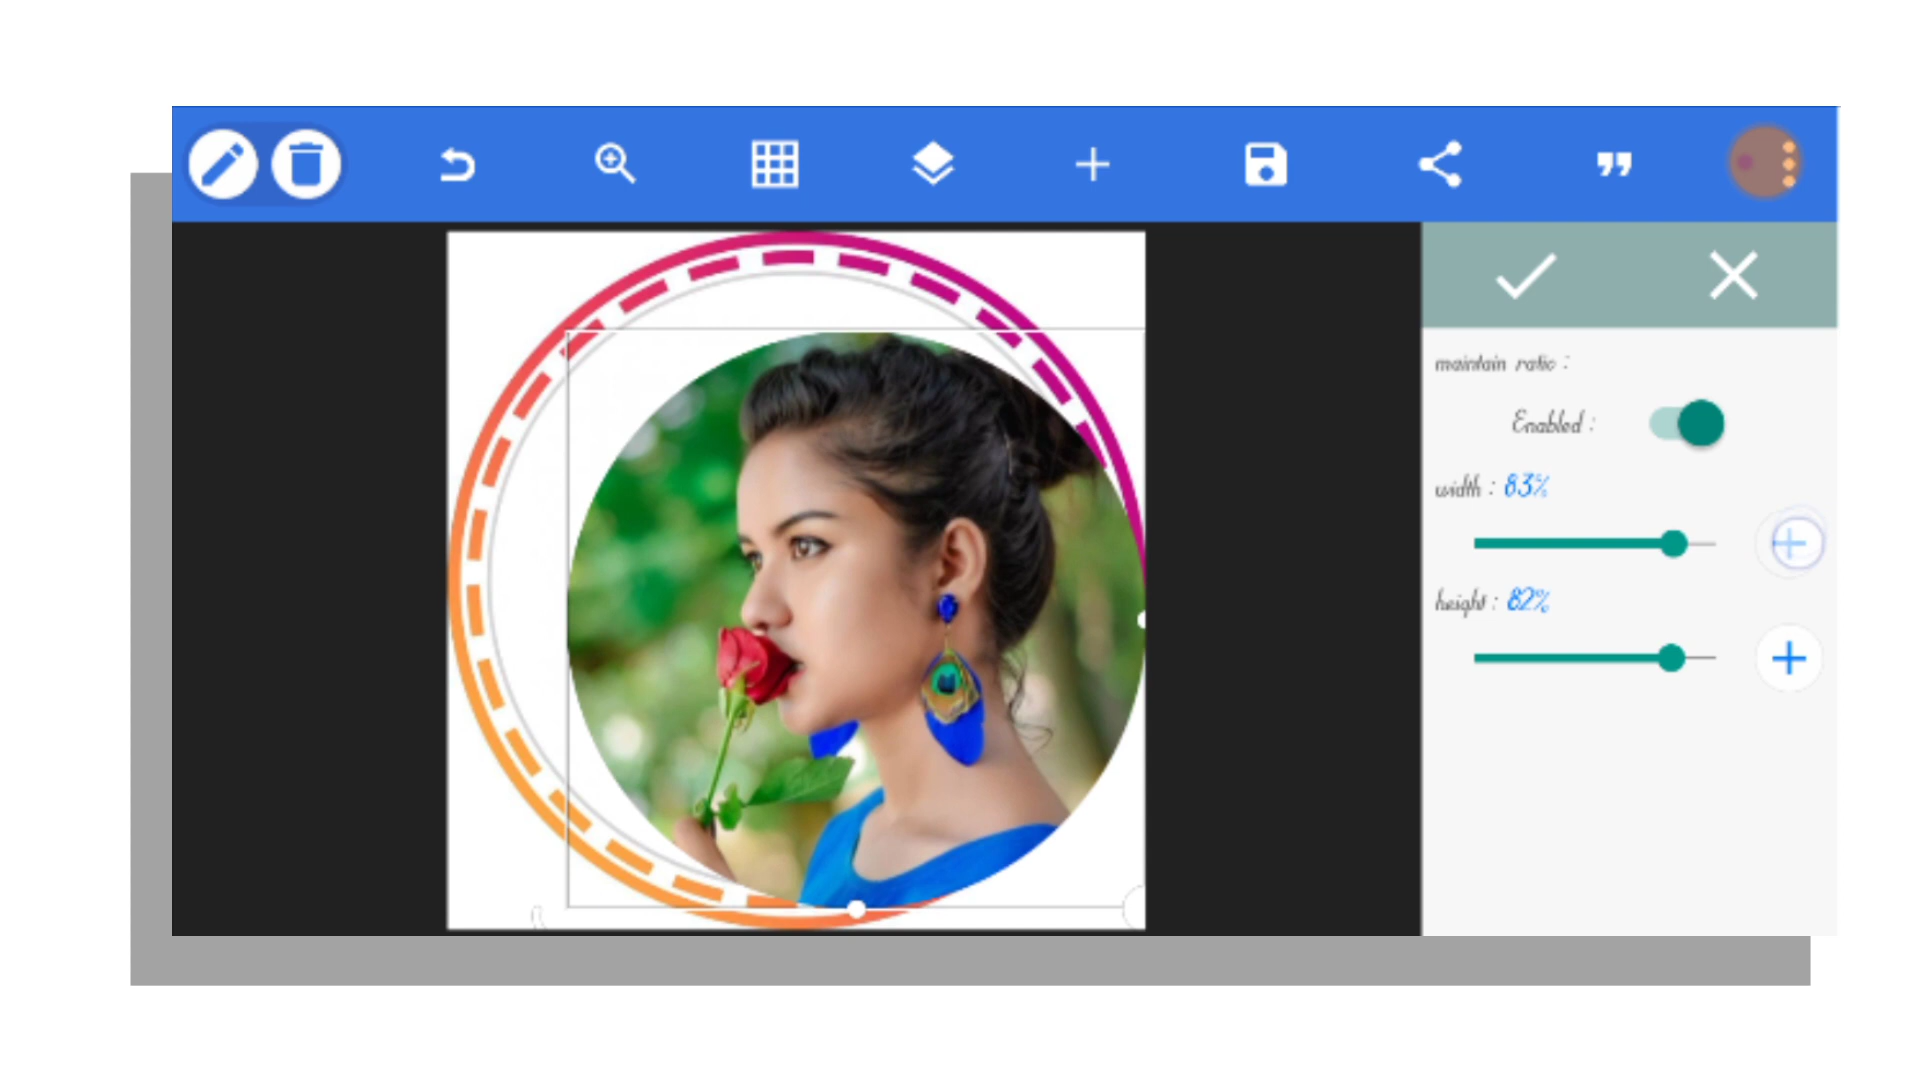 maintain ratio :
Enabled :
width : 83%
height : 82%